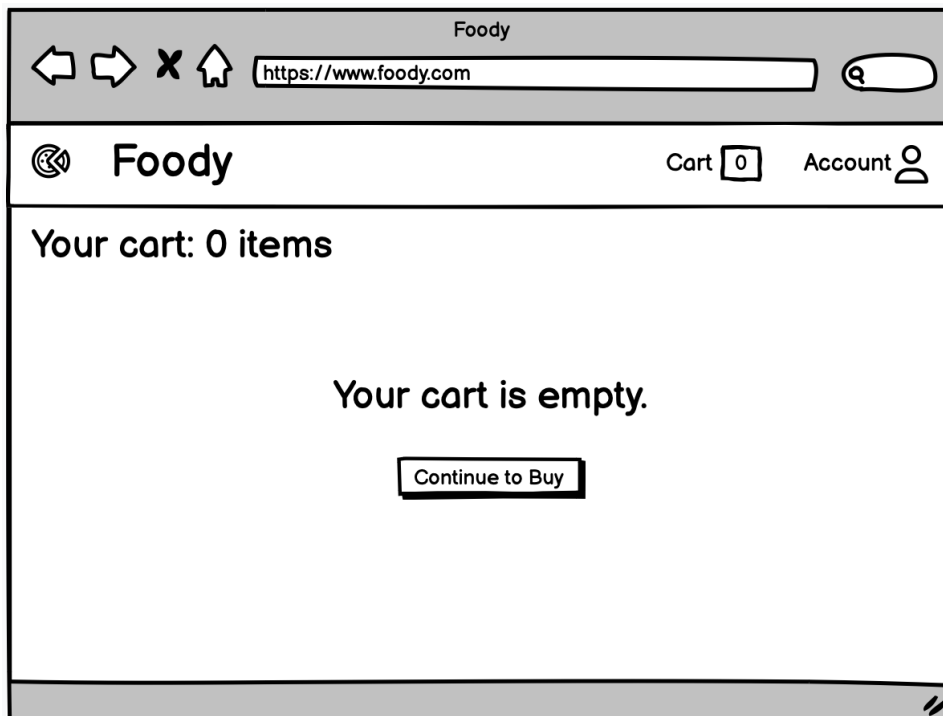 Foody
https://www.foody.com
Foody
Cart 0
Account
Your cart: 0 items
Your cart is empty.
Continue to Buy